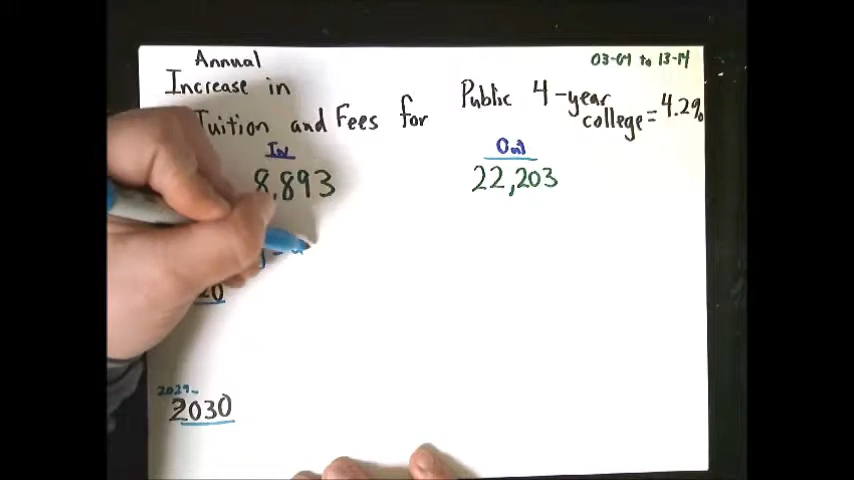 Annual
03-04 to 13-14
Increase in
Public 4-year
Tuition and Fees for
college = 4.2%
In
Out
8,893
22,203
2029-
2030